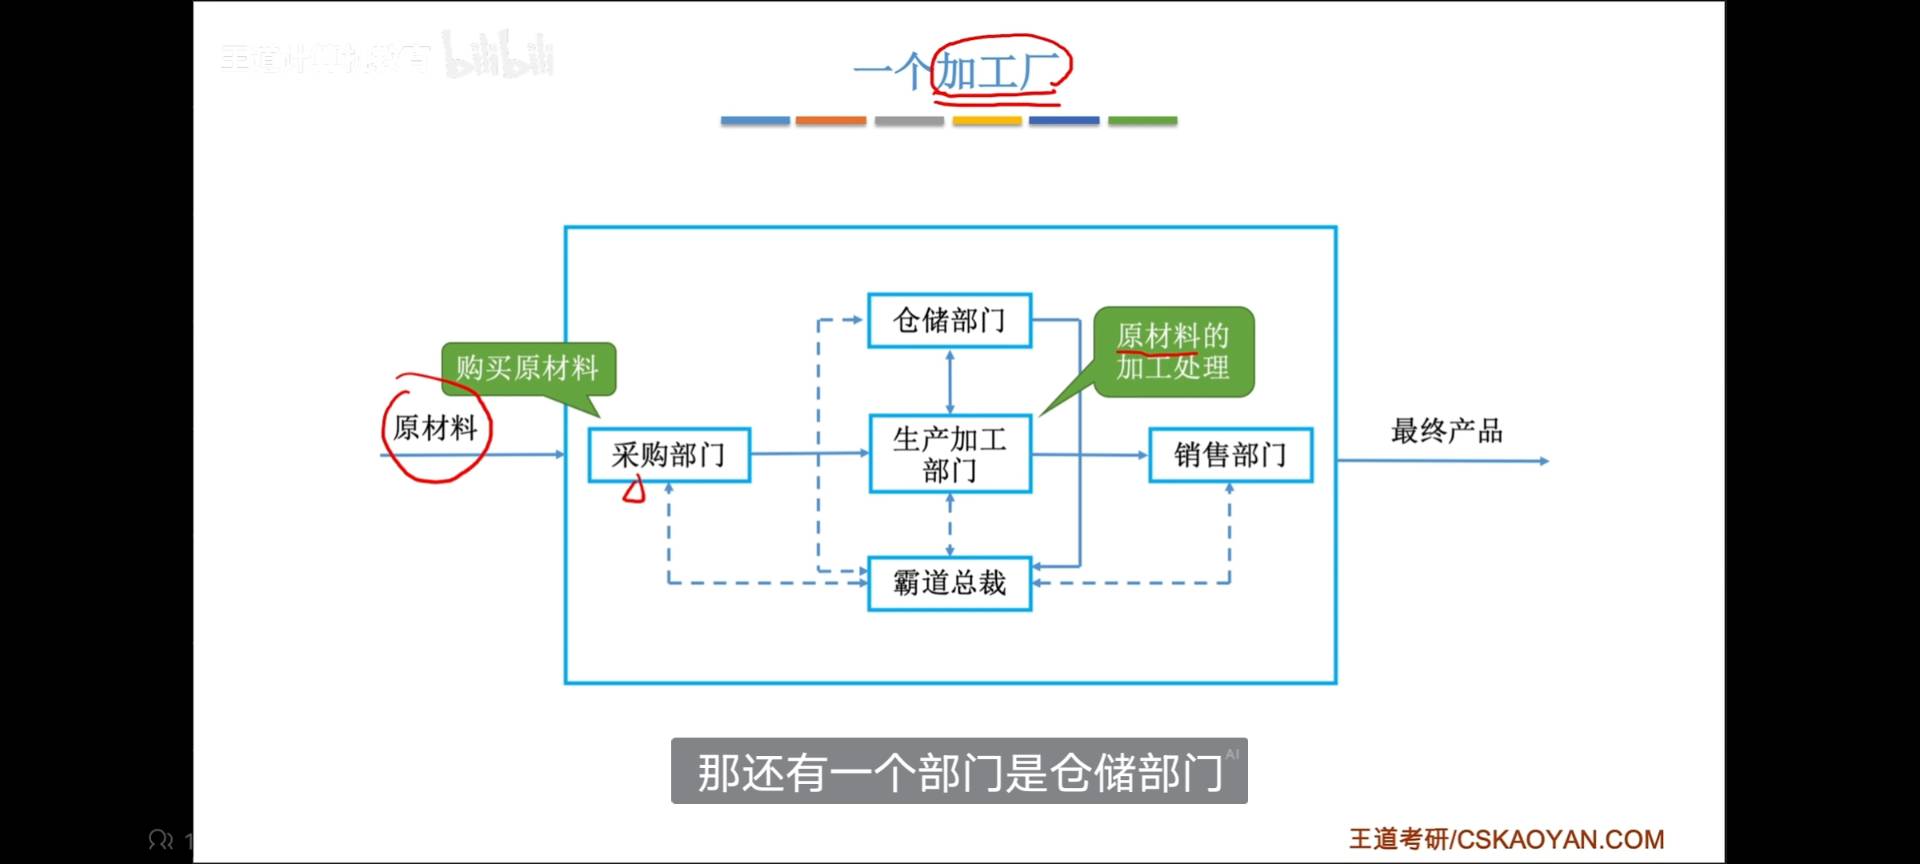 王道计算机教育 bilibili
一个加工厂
仓储部门
原材料的
加工处理
购买原材料
原材料
采购部门
生产加工
部门
销售部门
最终产品
霸道总裁
那还有一个部门是仓储部门
AI
王道考研/CSKAOYAN.COM
1